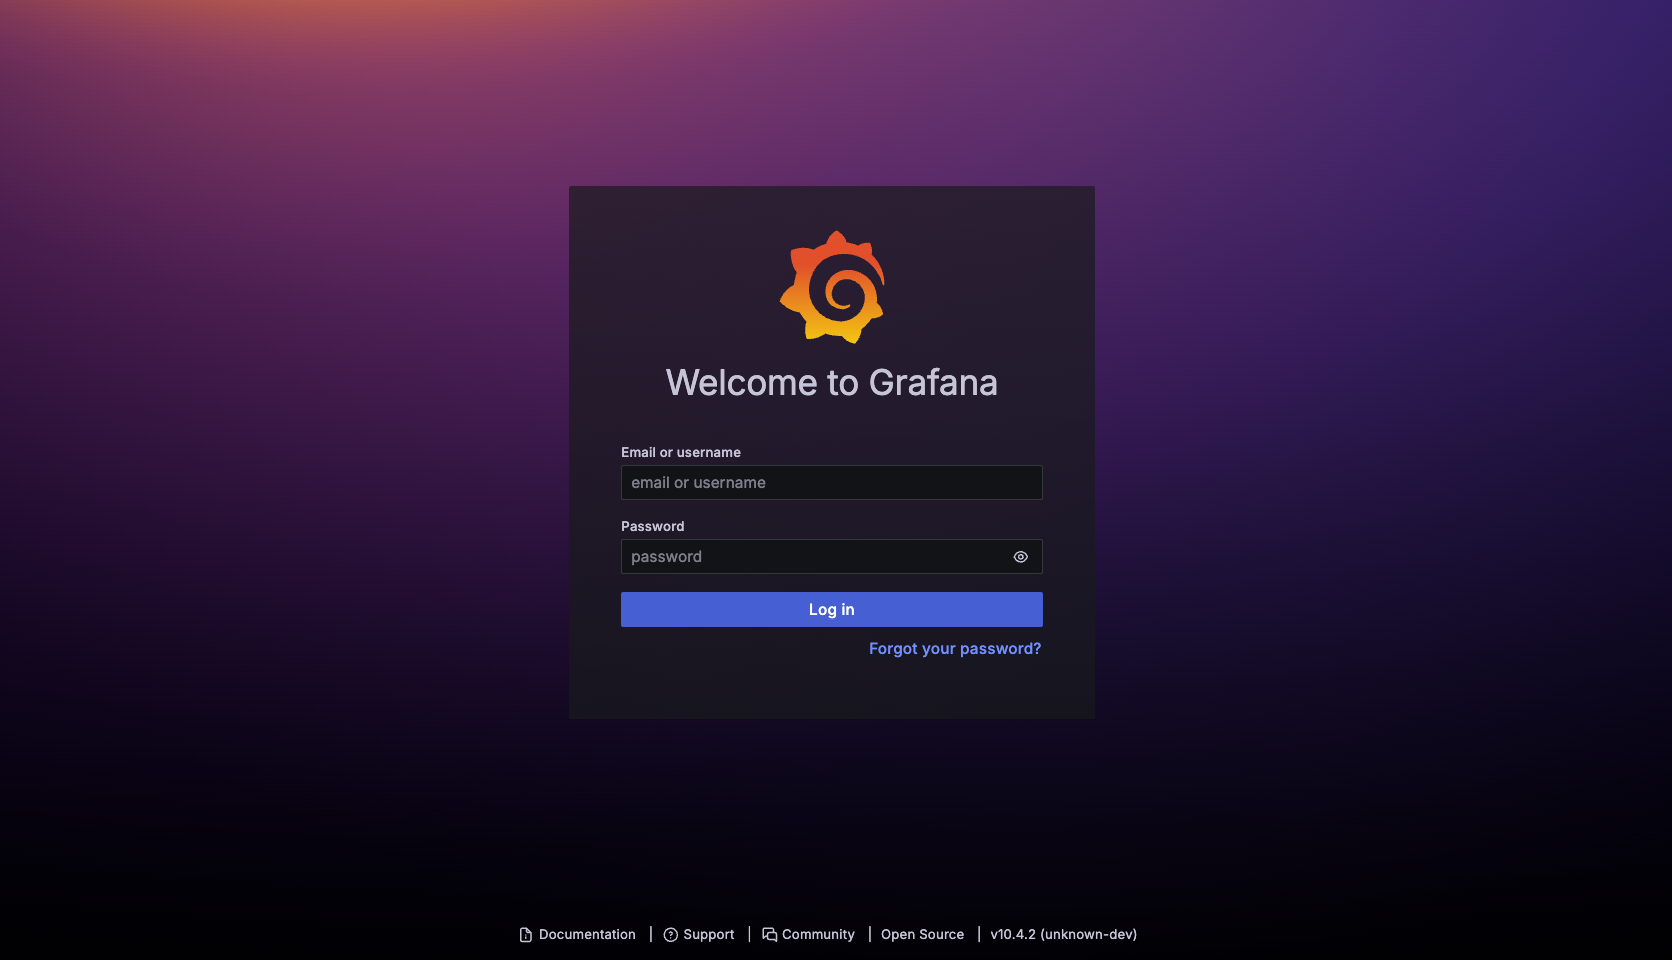 Welcome to Grafana
Email or username
email or username
Password
password
Log in
Forgot your password?
Documentation | Support | Community | Open Source | v10.4.2 (unknown-dev)